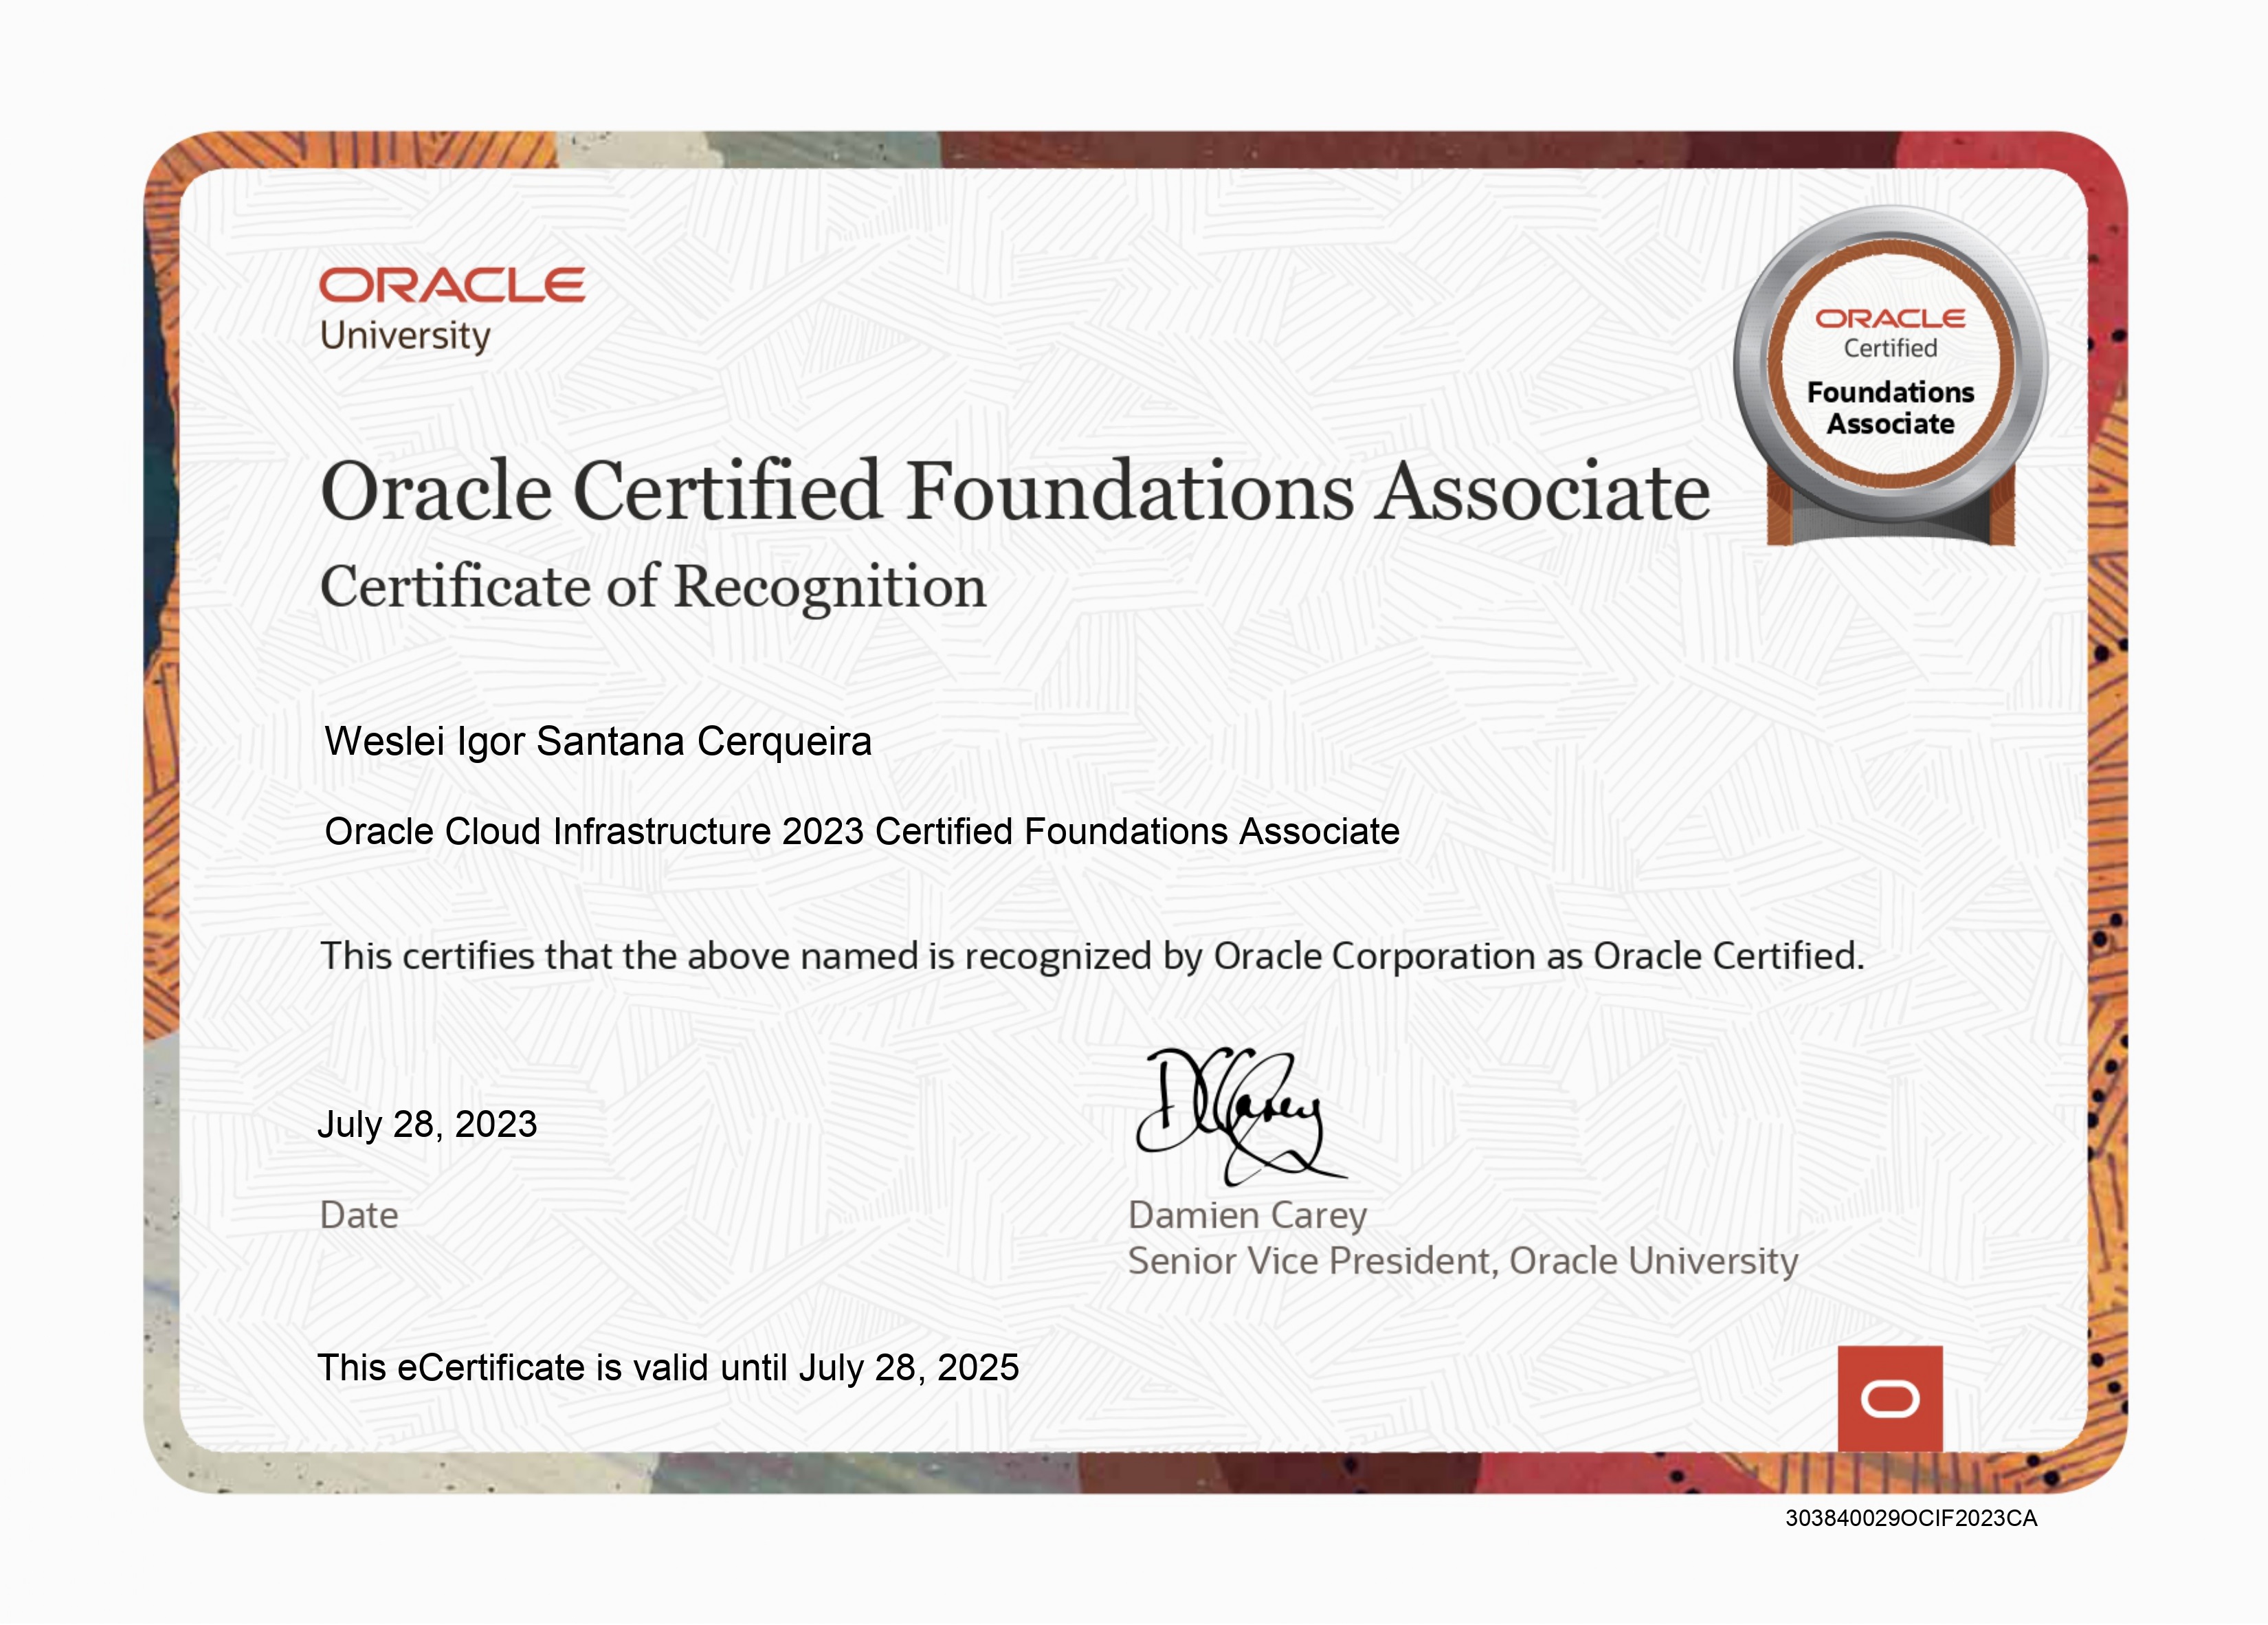 ORACLE
University
ORACLE
Certified
Foundations
Associate
Oracle Certified Foundations Associate
Certificate of Recognition
Weslei Igor Santana Cerqueira
Oracle Cloud Infrastructure 2023 Certified Foundations Associate
This certifies that the above named is recognized by Oracle Corporation as Oracle Certified.
July 28, 2023
Date
DCCarey
Damien Carey
Senior Vice President, Oracle University
This eCertificate is valid until July 28, 2025
303840029OCIF2023CA